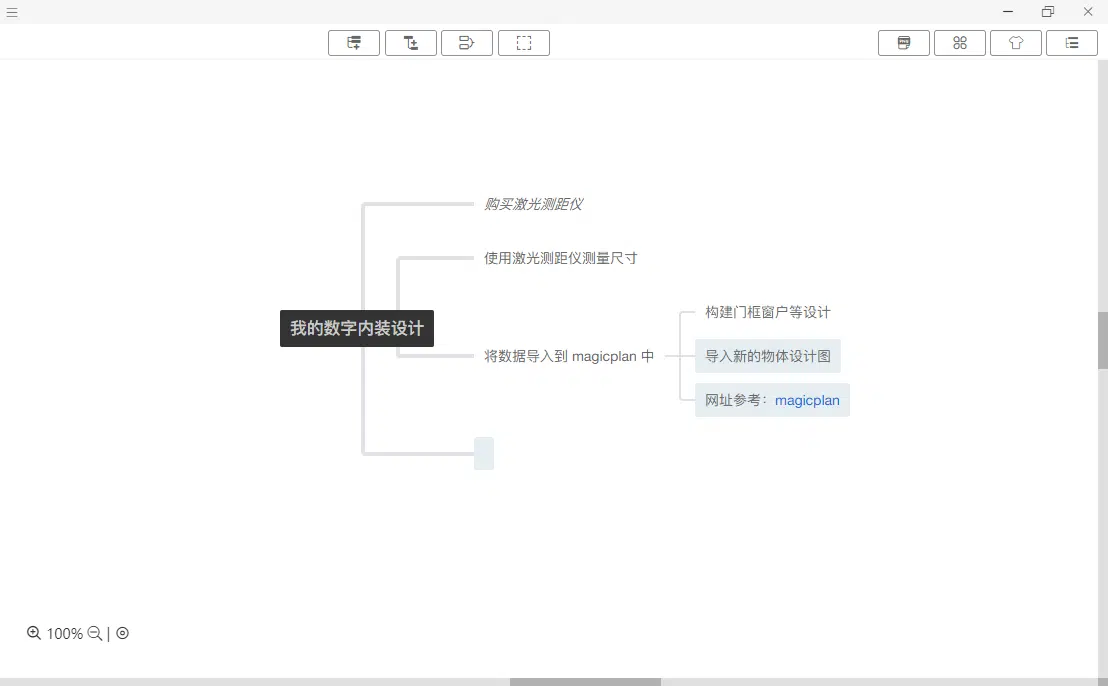 购买激光测距仪
使用激光测距仪测量尺寸
我的数字内装设计
将数据导入到 magicplan 中
构建门框窗户等设计
导入新的物体设计图
网址参考：magicplan
100%